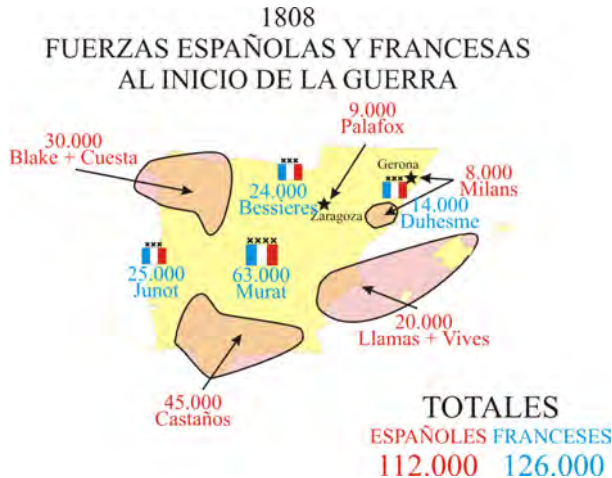 1808
FUERZAS ESPAÑOLAS Y FRANCESAS
AL INICIO DE LA GUERRA
9.000
Palafox
30.000
Blake + Cuesta
Gerona
8.000
Milans
24.000
Bessieres
Zaragoza
14.000
Duhesme
25.000
Junot
63.000
Murat
20.000
Llamas + Vives
45.000
Castaños
TOTALES
ESPAÑOLES FRANCESES
112.000 126.000